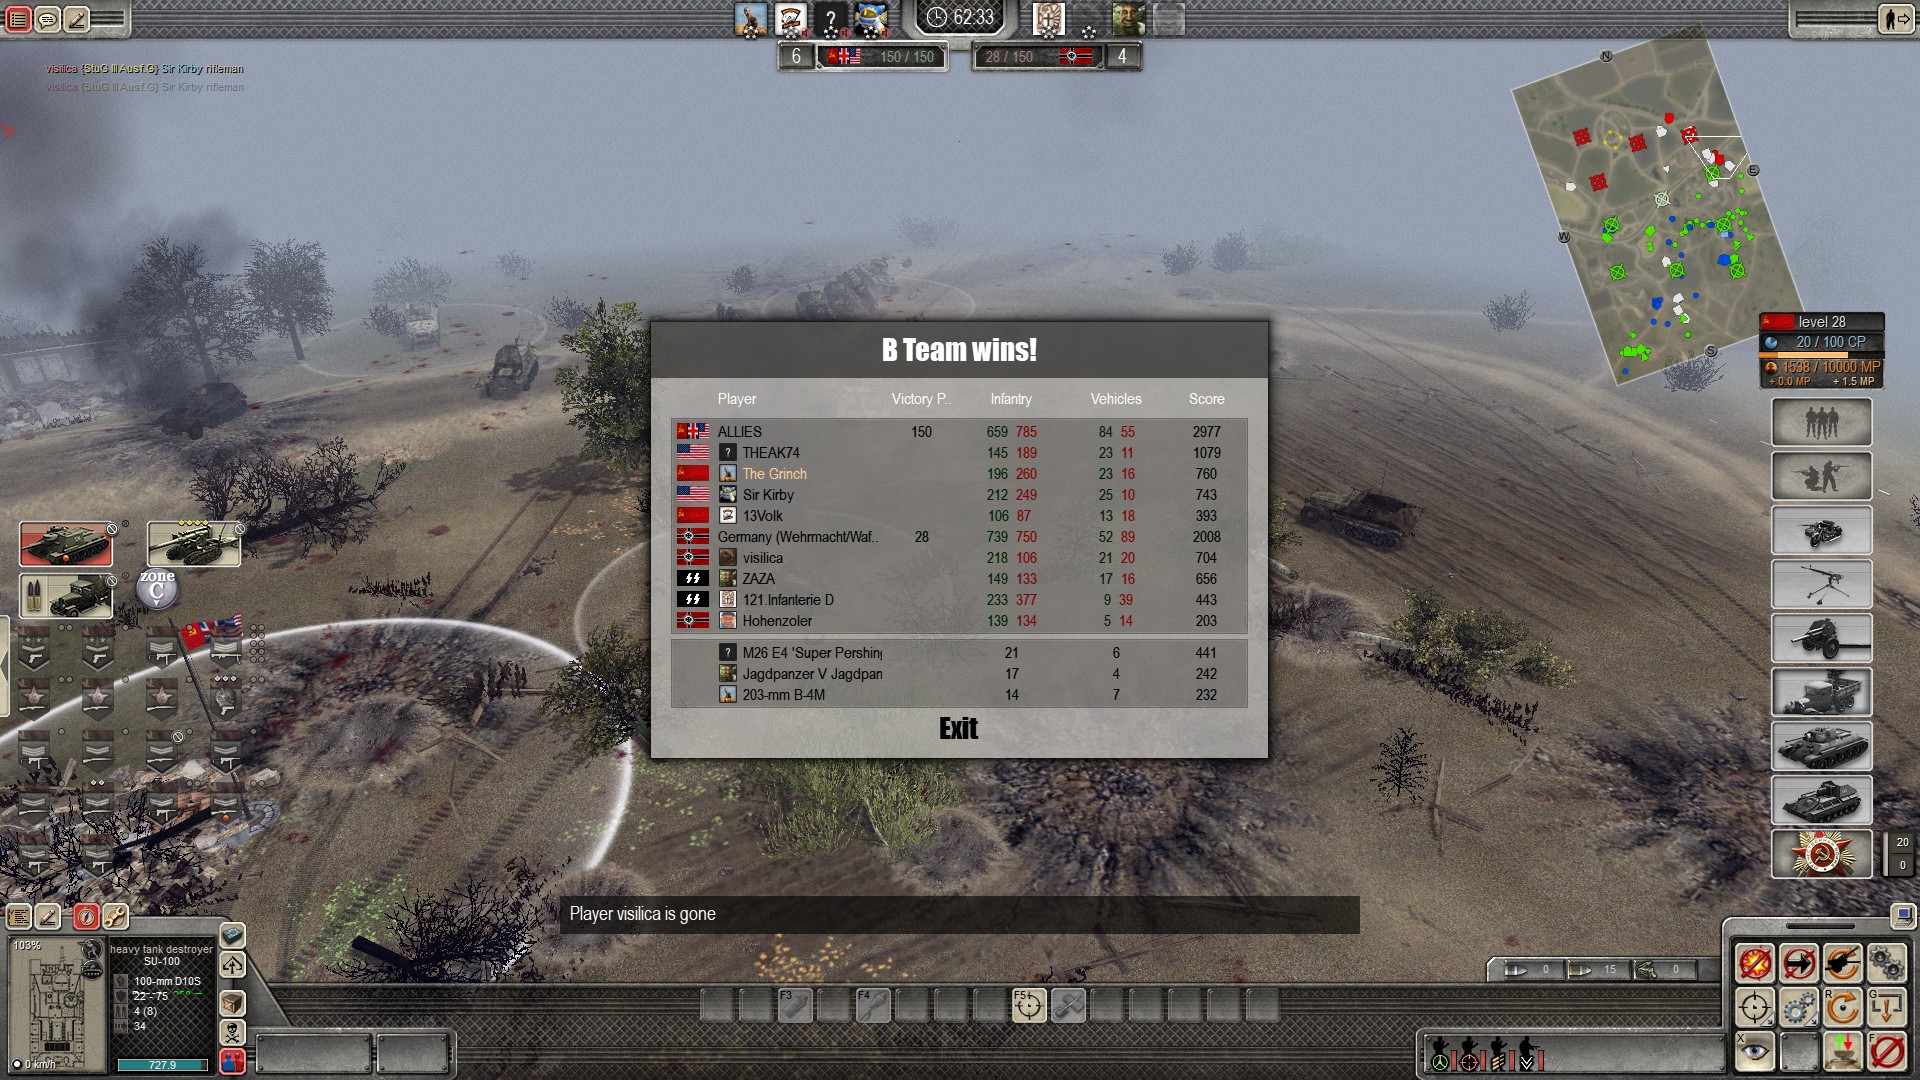 62:33
6
150 / 150
28 / 150
4
visilica {StuG III Ausf.G} Sir Kirby rifleman
visilica {StuG III Ausf.G} Sir Kirby rifleman
N
E
W
S
level 28
20 / 100 CP
1538 / 10000 MP
+ 0.0 MP + 1.5 MP
B Team wins!
Player Victory P.. Infantry Vehicles Score
ALLIES 150 659 785 84 55 2977
? THEAK74 145 189 23 11 1079
The Grinch 196 260 23 16 760
Sir Kirby 212 249 25 10 743
13Volk 106 87 13 18 393
Germany (Wehrmacht/Waf.. 28 739 750 52 89 2008
visilica 218 106 21 20 704
ZAZA 149 133 17 16 656
121.Infanterie D 233 377 9 39 443
Hohenzoler 139 134 5 14 203
? M26 E4 'Super Pershing 21 6 441
Jagdpanzer V Jagdpan 17 4 242
203-mm B-4M 14 7 232
Exit
zone
C
20
0
Player visilica is gone
103%
heavy tank destroyer
SU-100
100-mm D10S
22 - 75
4 (8)
34
0 km/h
727.9
F3
F4
F5
0
15
0
R
G
X
F